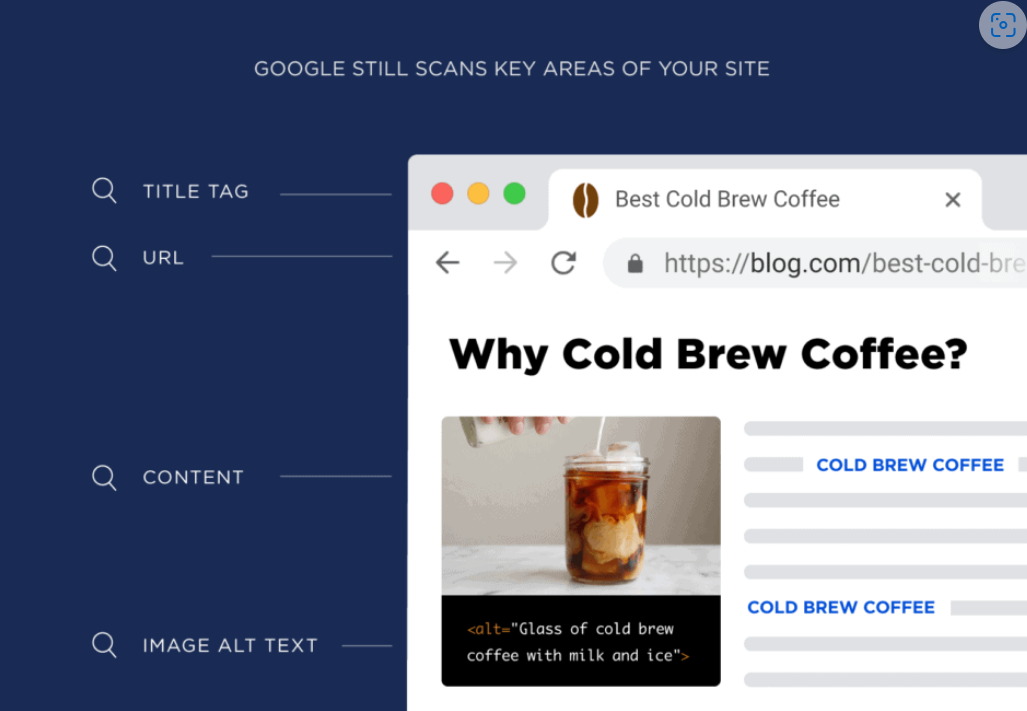 GOOGLE STILL SCANS KEY AREAS OF YOUR SITE
TITLE TAG
Best Cold Brew Coffee
URL
https://blog.com/best-cold-bre
Why Cold Brew Coffee?
CONTENT
COLD BREW COFFEE
COLD BREW COFFEE
IMAGE ALT TEXT
<alt="Glass of cold brew
coffee with milk and ice">